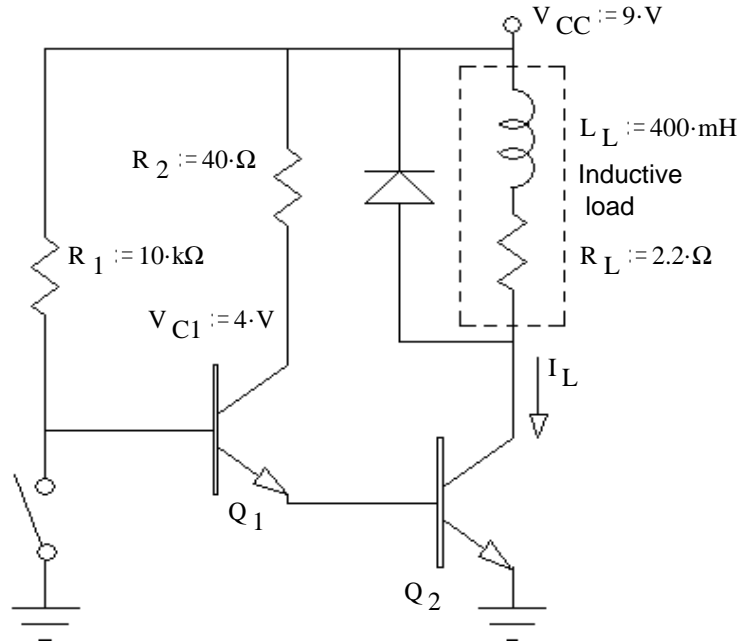 V CC := 9·V
L L := 400·mH
R 2 := 40·Ω
Inductive
load
R 1 := 10·kΩ
R L := 2.2·Ω
V C1 := 4·V
I L
Q 1
Q 2